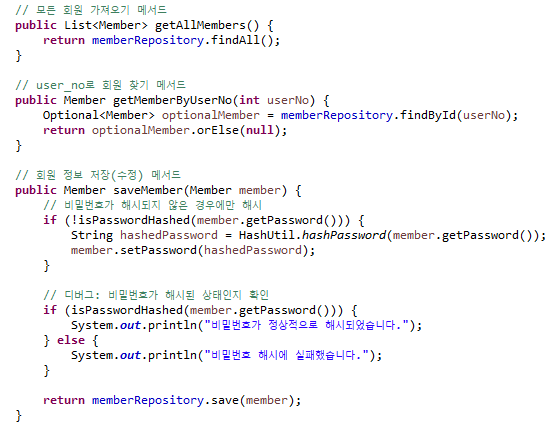 // 모든 회원 가져오기 메서드
public List<Member> getAllMembers() {
    return memberRepository.findAll();
}

// user_no로 회원 찾기 메서드
public Member getMemberByUserNo(int userNo) {
    Optional<Member> optionalMember = memberRepository.findById(userNo);
    return optionalMember.orElse(null);
}

// 회원 정보 저장(수정) 메서드
public Member saveMember(Member member) {
    // 비밀번호가 해시되지 않은 경우에만 해시
    if (!isPasswordHashed(member.getPassword())) {
        String hashedPassword = HashUtil.hashPassword(member.getPassword());
        member.setPassword(hashedPassword);
    }

    // 디버그: 비밀번호가 해시된 상태인지 확인
    if (isPasswordHashed(member.getPassword())) {
        System.out.println("비밀번호가 정상적으로 해시되었습니다.");
    } else {
        System.out.println("비밀번호 해시에 실패했습니다.");
    }

    return memberRepository.save(member);
}